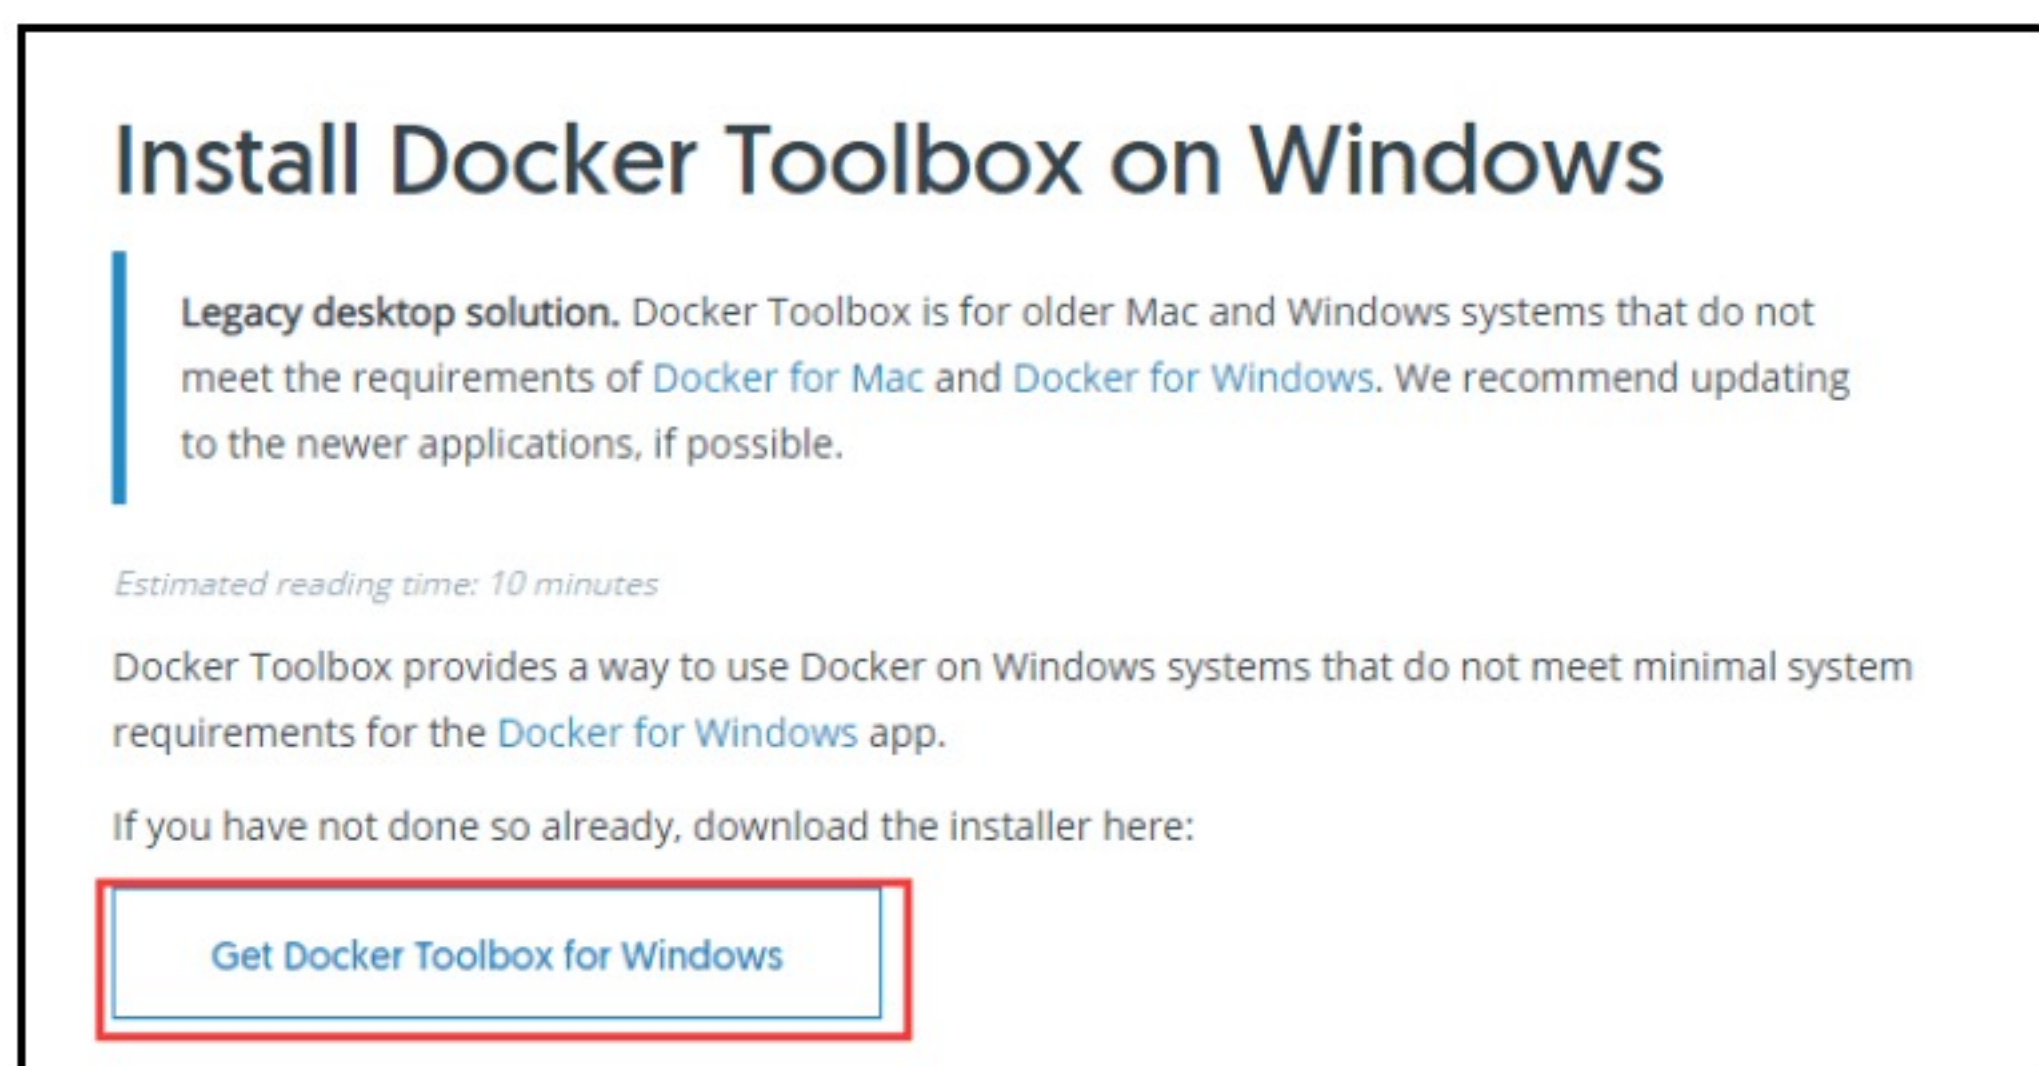 Install Docker Toolbox on Windows
Legacy desktop solution. Docker Toolbox is for older Mac and Windows systems that do not
meet the requirements of Docker for Mac and Docker for Windows. We recommend updating
to the newer applications, if possible.
Estimated reading time: 10 minutes
Docker Toolbox provides a way to use Docker on Windows systems that do not meet minimal system
requirements for the Docker for Windows app.
If you have not done so already, download the installer here:
Get Docker Toolbox for Windows